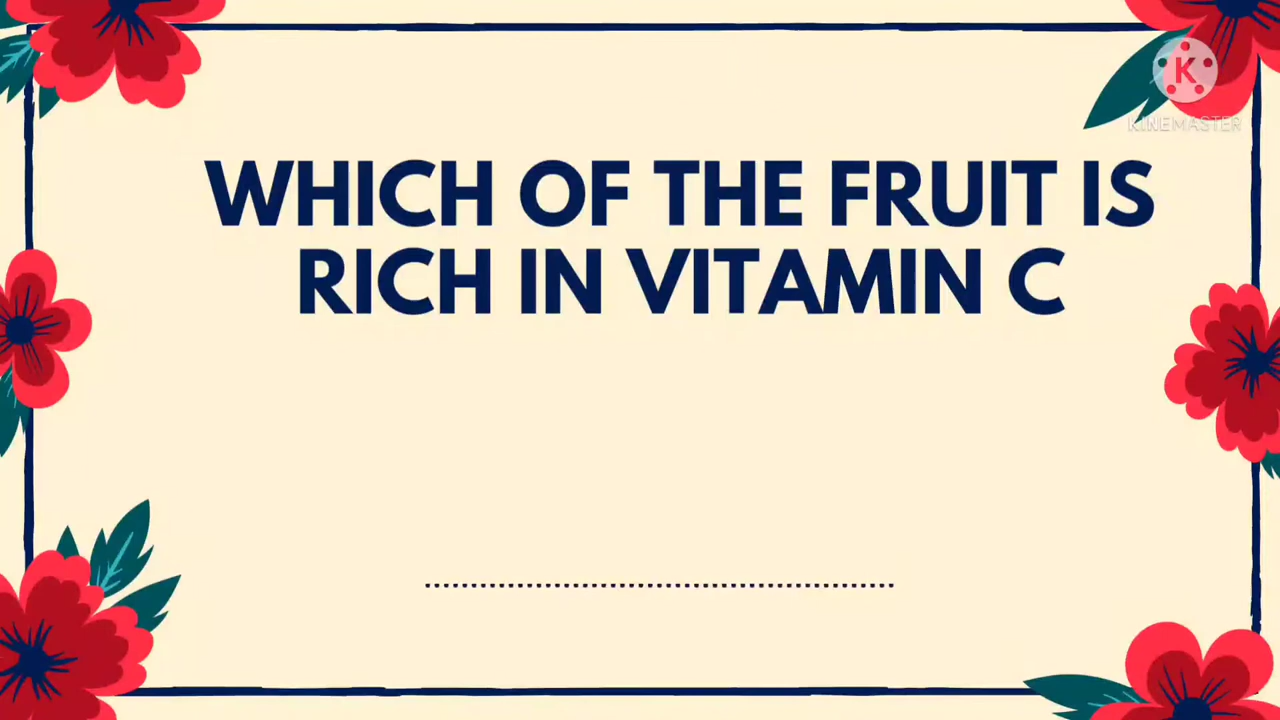 K
KINEMASTER
WHICH OF THE FRUIT IS
RICH IN VITAMIN C